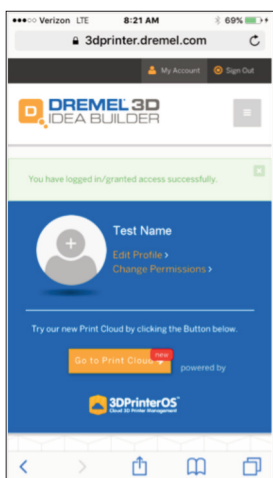 ●●●○○ Verizon LTE 8:21 AM 69%
3dprinter.dremel.com
My Account Sign Out
DREMEL 3D
IDEA BUILDER
You have logged in/granted access successfully.
Test Name
Edit Profile >
Change Permissions >
Try our new Print Cloud by clicking the Button below.
new
Go to Print Cloud
powered by
3DPrinterOS
Cloud 3D Printer Management